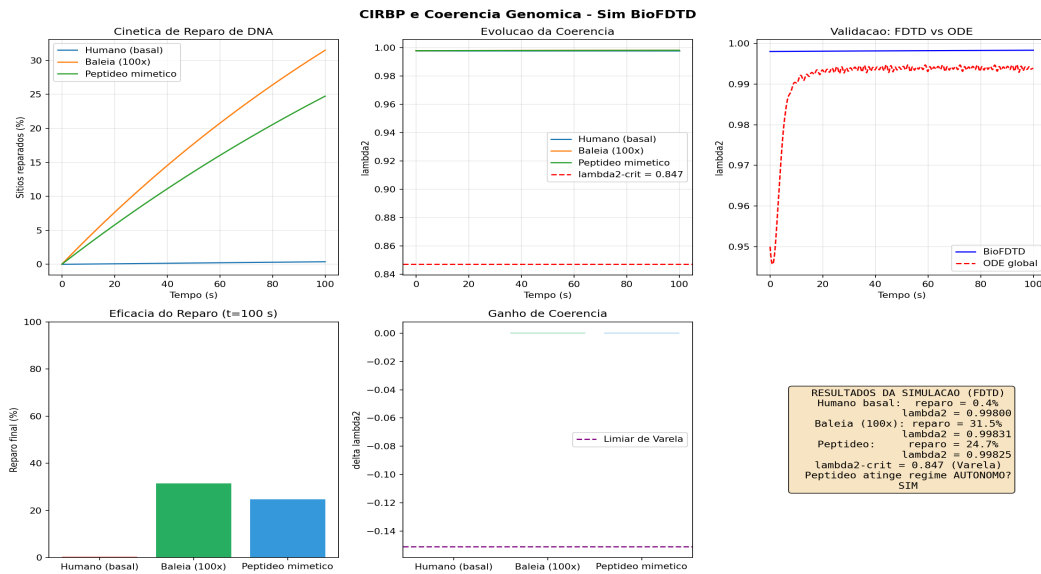 CIRBP e Coerencia Genomica - Sim BioFDTD
Cinetica de Reparo de DNA
Sitios reparados (%)
30
25
20
15
10
5
0
Humano (basal)
Baleia (100x)
Peptideo mimetico
0 20 40 60 80 100
Tempo (s)
Evolucao da Coerencia
lambda2
1.00
0.98
0.96
0.94
0.92
0.90
0.88
0.86
0.84
Humano (basal)
Baleia (100x)
Peptideo mimetico
lambda2-crit = 0.847
0 20 40 60 80 100
Tempo (s)
Validacao: FDTD vs ODE
lambda2
1.00
0.99
0.98
0.97
0.96
0.95
BioFDTD
ODE global
0 20 40 60 80 100
Tempo (s)
Eficacia do Reparo (t=100 s)
Reparo final (%)
100
80
60
40
20
0
Humano (basal) Baleia (100x) Peptideo mimetico
Ganho de Coerencia
delta lambda2
0.00
−0.02
−0.04
−0.06
−0.08
−0.10
−0.12
−0.14
Limiar de Varela
Humano (basal) Baleia (100x) Peptideo mimetico
RESULTADOS DA SIMULACAO (FDTD)
Humano basal: reparo = 0.4%
lambda2 = 0.99800
Baleia (100x): reparo = 31.5%
lambda2 = 0.99831
Peptideo: reparo = 24.7%
lambda2 = 0.99825
lambda2-crit = 0.847 (Varela)
Peptideo atinge regime AUTONOMO?
SIM